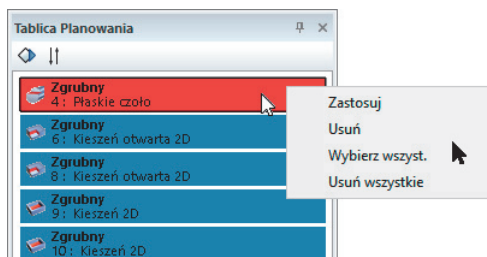 Tablica Planowania
Zgrubny
4: Płaskie czoło
Zgrubny
6: Kieszeń otwarta 2D
Zgrubny
8: Kieszeń otwarta 2D
Zgrubny
9: Kieszeń 2D
Zgrubny
10: Kieszeń 2D
Zastosuj
Usuń
Wybierz wszyst.
Usuń wszystkie